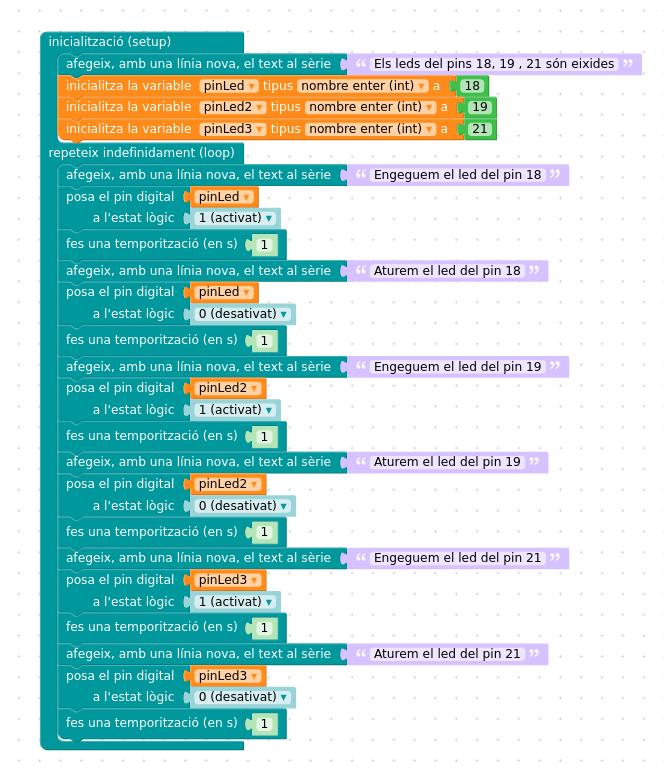 inicialització (setup)
afegeix, amb una línia nova, el text al sèrie “ Els leds del pins 18, 19 , 21 són eixides ”
inicialitza la variable pinLed ▾ tipus nombre enter (int) ▾ a 18
inicialitza la variable pinLed2 ▾ tipus nombre enter (int) ▾ a 19
inicialitza la variable pinLed3 ▾ tipus nombre enter (int) ▾ a 21
repeteix indefinidament (loop)
afegeix, amb una línia nova, el text al sèrie “ Engeguem el led del pin 18 ”
posa el pin digital pinLed ▾
a l'estat lògic 1 (activat) ▾
fes una temporització (en s) 1
afegeix, amb una línia nova, el text al sèrie “ Aturem el led del pin 18 ”
posa el pin digital pinLed ▾
a l'estat lògic 0 (desativat) ▾
fes una temporització (en s) 1
afegeix, amb una línia nova, el text al sèrie “ Engeguem el led del pin 19 ”
posa el pin digital pinLed2 ▾
a l'estat lògic 1 (activat) ▾
fes una temporització (en s) 1
afegeix, amb una línia nova, el text al sèrie “ Aturem el led del pin 19 ”
posa el pin digital pinLed2 ▾
a l'estat lògic 0 (desativat) ▾
fes una temporització (en s) 1
afegeix, amb una línia nova, el text al sèrie “ Engeguem el led del pin 21 ”
posa el pin digital pinLed3 ▾
a l'estat lògic 1 (activat) ▾
fes una temporització (en s) 1
afegeix, amb una línia nova, el text al sèrie “ Aturem el led del pin 21 ”
posa el pin digital pinLed3 ▾
a l'estat lògic 0 (desativat) ▾
fes una temporització (en s) 1